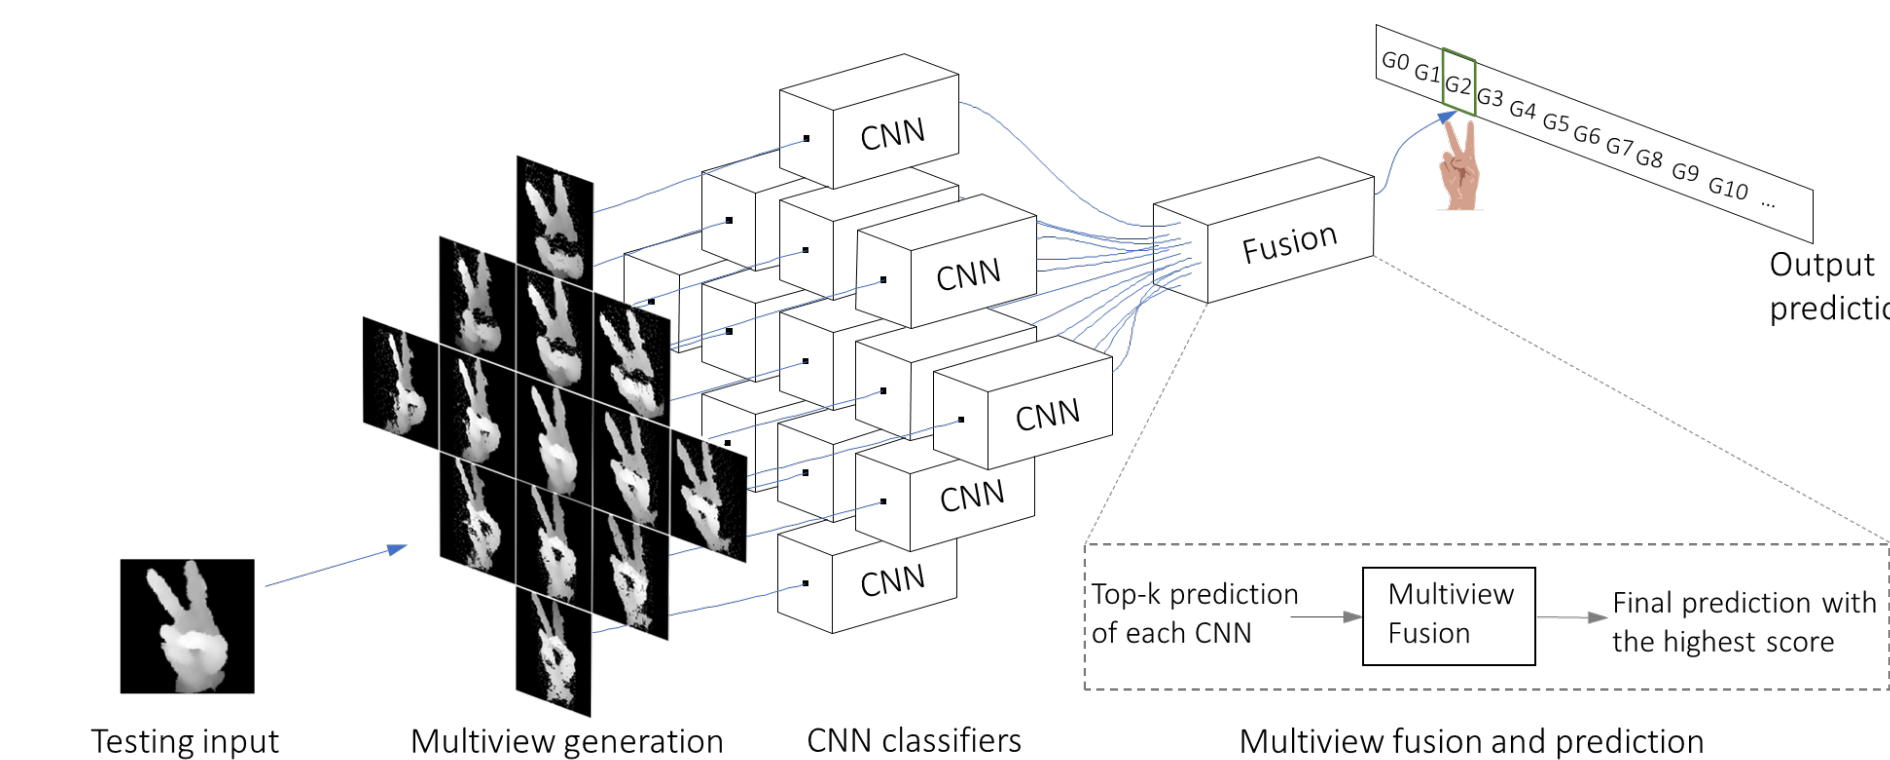 G0 G1 G2 G3 G4 G5 G6 G7 G8 G9 G10 ...
Output
CNN
Fusion
CNN
CNN
CNN
CNN
Top-k prediction
of each CNN
Multiview
Fusion
Final prediction with
the highest score
Testing input
Multiview generation
CNN classifiers
Multiview fusion and prediction